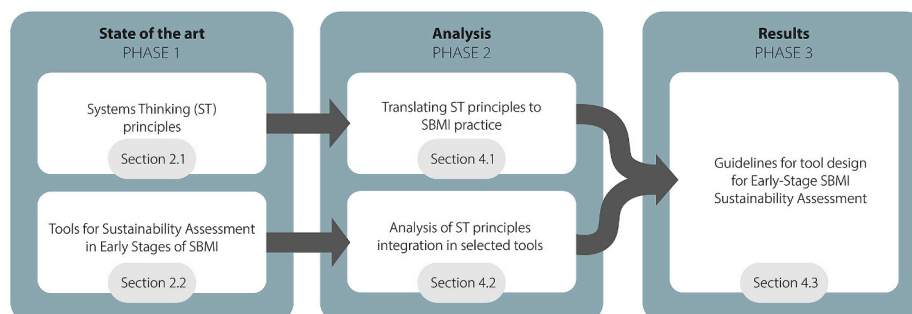 State of the art
PHASE 1
Systems Thinking (ST)
principles
Section 2.1
Tools for Sustainability Assessment
in Early Stages of SBMI
Section 2.2
Analysis
PHASE 2
Translating ST principles to
SBMI practice
Section 4.1
Analysis of ST principles
integration in selected tools
Section 4.2
Results
PHASE 3
Guidelines for tool design
for Early-Stage SBMI
Sustainability Assessment
Section 4.3